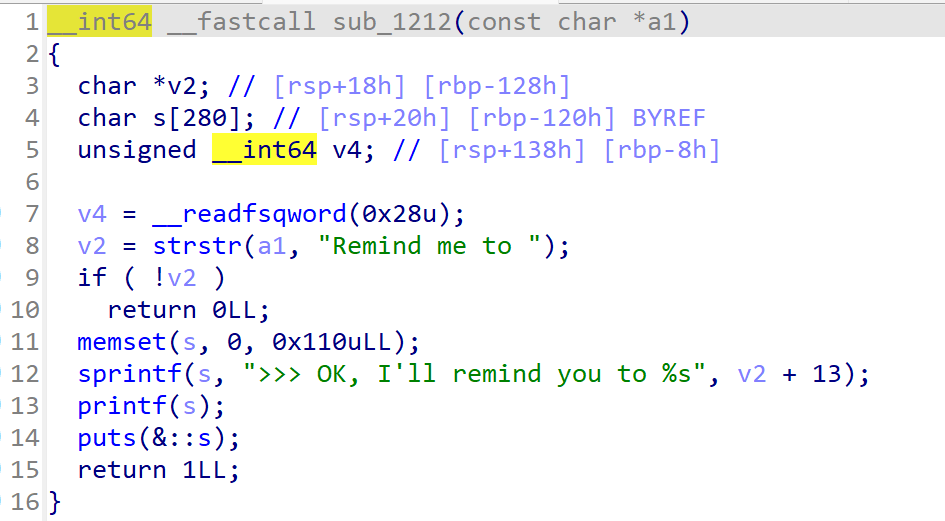 1 __int64 __fastcall sub_1212(const char *a1)
2 {
3   char *v2; // [rsp+18h] [rbp-128h]
4   char s[280]; // [rsp+20h] [rbp-120h] BYREF
5   unsigned __int64 v4; // [rsp+138h] [rbp-8h]
6
7   v4 = __readfsqword(0x28u);
8   v2 = strstr(a1, "Remind me to ");
9   if ( !v2 )
10     return 0LL;
11   memset(s, 0, 0x110uLL);
12   sprintf(s, ">>> OK, I'll remind you to %s", v2 + 13);
13   printf(s);
14   puts(&::s);
15   return 1LL;
16 }